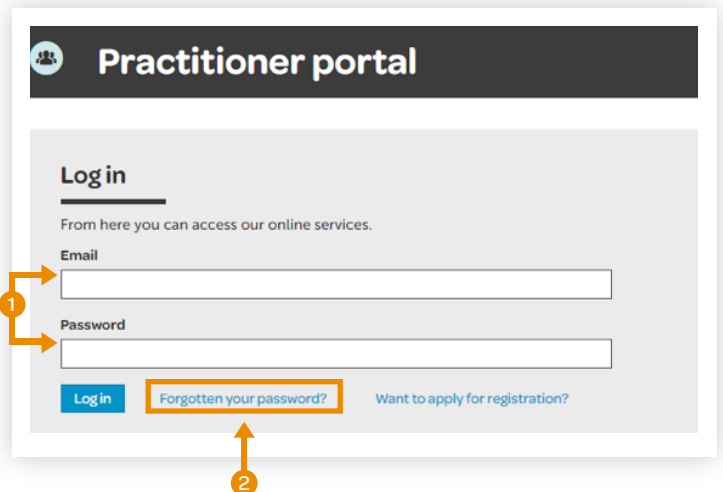 Practitioner portal
Log in
From here you can access our online services.
Email
1
Password
Log in Forgotten your password? Want to apply for registration?
2